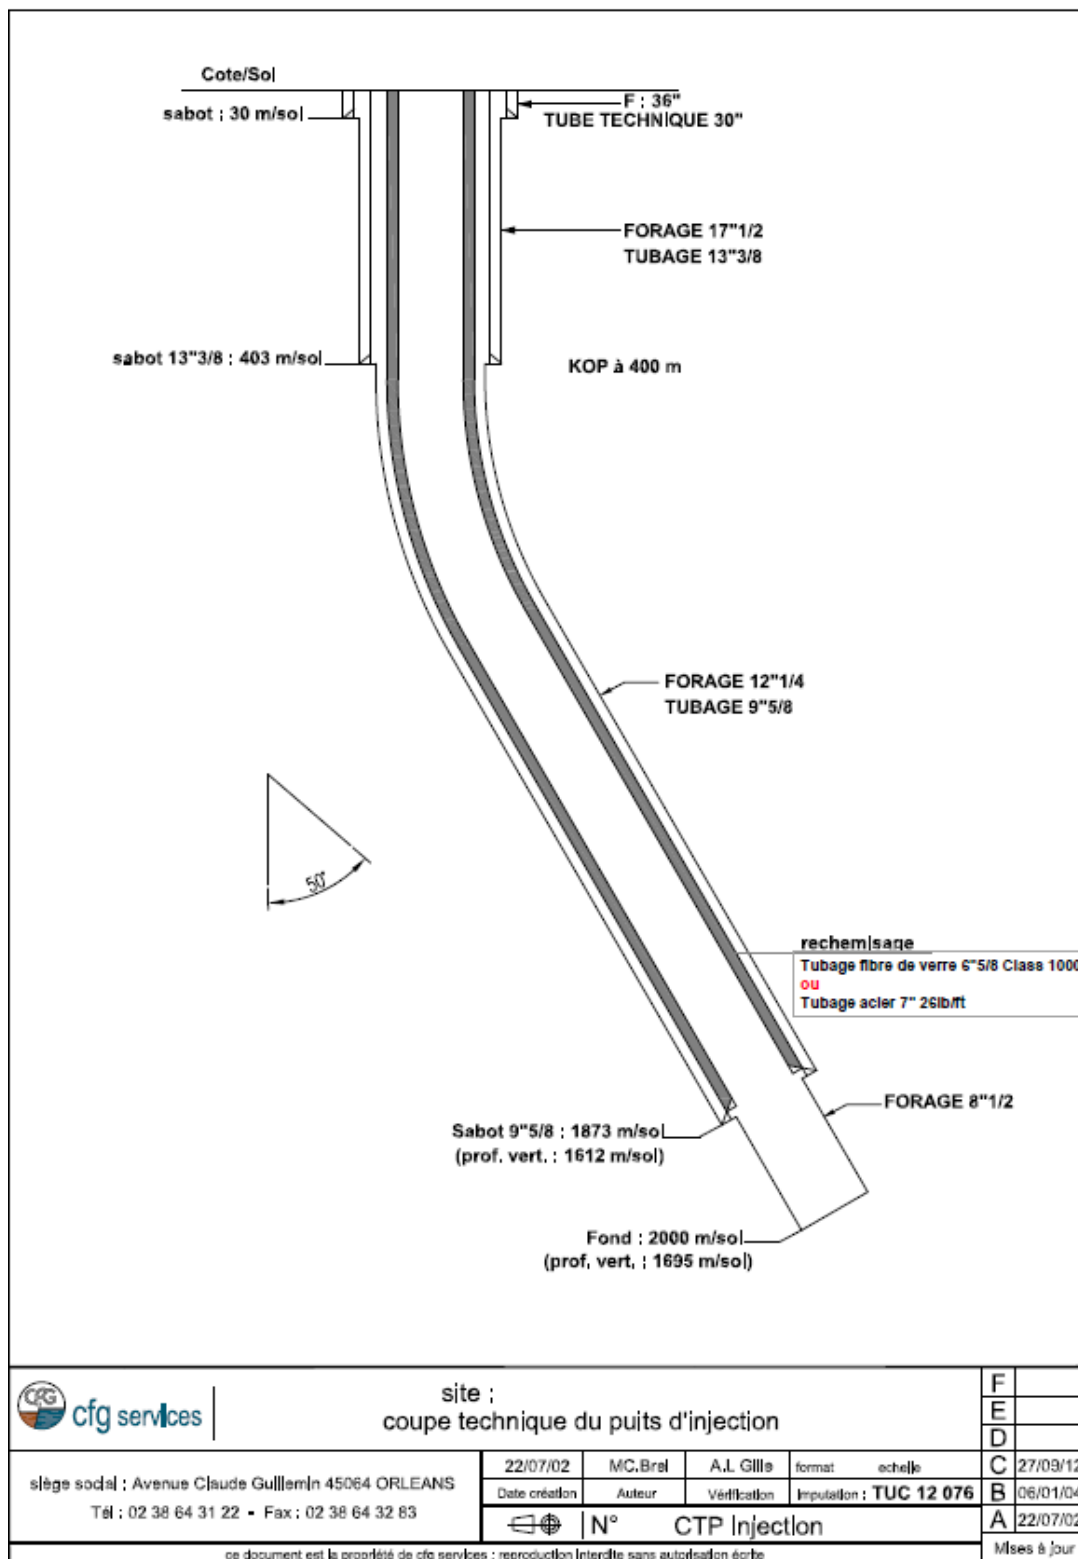 Cote/Sol
sabot : 30 m/sol
F : 36"
TUBE TECHNIQUE 30"
FORAGE 17"1/2
TUBAGE 13"3/8
sabot 13"3/8 : 403 m/sol
KOP à 400 m
FORAGE 12"1/4
TUBAGE 9"5/8
50°
rechemisage
Tubage fibre de verre 6"5/8 Class 1000
ou
Tubage acier 7" 26lb/ft
FORAGE 8"1/2
Sabot 9"5/8 : 1873 m/sol
(prof. vert. : 1612 m/sol)
Fond : 2000 m/sol
(prof. vert. : 1695 m/sol)
CFG cfg services
site :
coupe technique du puits d'injection
siège social : Avenue Claude Guillemin 45064 ORLEANS
Tél : 02 38 64 31 22 - Fax : 02 38 64 32 83
22/07/02 MC.Brel A.L Gille format echelle
Date création Auteur Vérification Imputation : TUC 12 076
N° CTP Injection
F
E
D
C 27/09/12
B 06/01/04
A 22/07/02
Mises à jour
ce document est la propriété de cfg services : reproduction interdite sans autorisation écrite